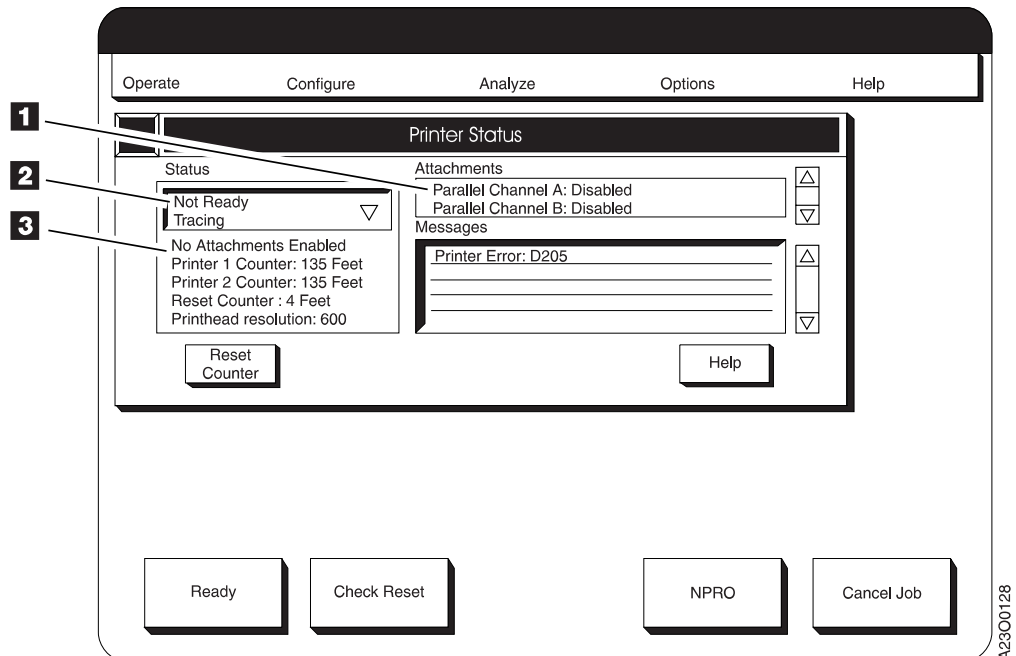 Operate Configure Analyze Options Help
1
2
3
Printer Status
Status
Not Ready
Tracing
No Attachments Enabled
Printer 1 Counter: 135 Feet
Printer 2 Counter: 135 Feet
Reset Counter : 4 Feet
Printhead resolution: 600
Attachments
Parallel Channel A: Disabled
Parallel Channel B: Disabled
Messages
Printer Error: D205
Reset
Counter
Help
Ready Check Reset NPRO Cancel Job
A23O0128